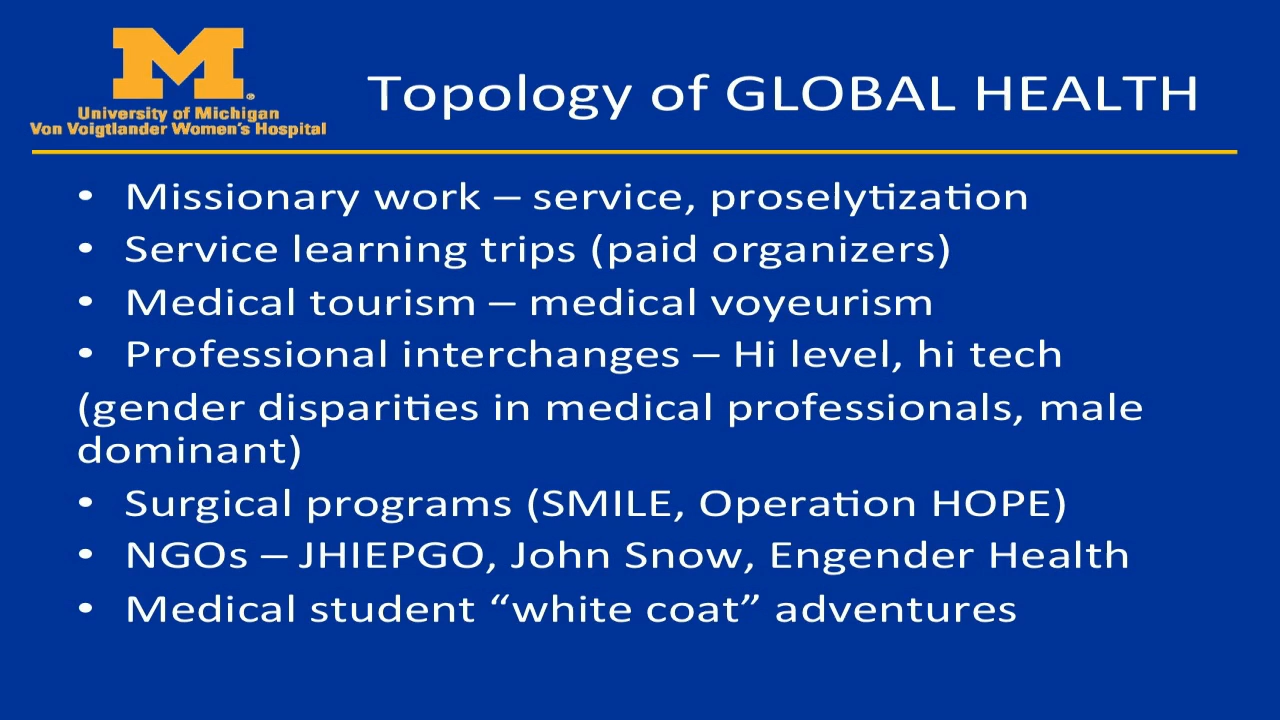 M®
University of Michigan
Von Voigtlander Women's Hospital
Topology of GLOBAL HEALTH
• Missionary work – service, proselytization
• Service learning trips (paid organizers)
• Medical tourism – medical voyeurism
• Professional interchanges – Hi level, hi tech
(gender disparities in medical professionals, male
dominant)
• Surgical programs (SMILE, Operation HOPE)
• NGOs – JHIEPGO, John Snow, Engender Health
• Medical student “white coat” adventures